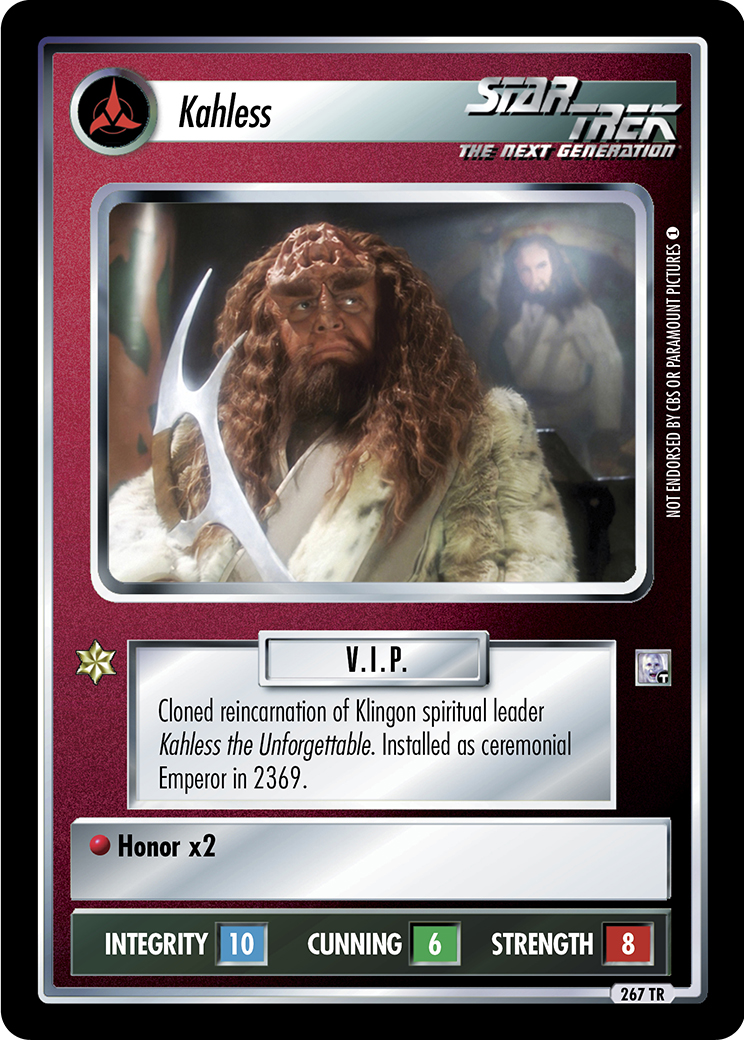 Kahless
STAR TREK
THE NEXT GENERATION
NOT ENDORSED BY CBS OR PARAMOUNT PICTURES 1
V.I.P.
T
Cloned reincarnation of Klingon spiritual leader
Kahless the Unforgettable. Installed as ceremonial
Emperor in 2369.
Honor x2
INTEGRITY 10 CUNNING 6 STRENGTH 8
267 TR